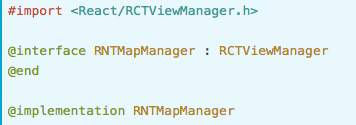 #import <React/RCTViewManager.h>
@interface RNTMapManager : RCTViewManager
@end
@implementation RNTMapManager